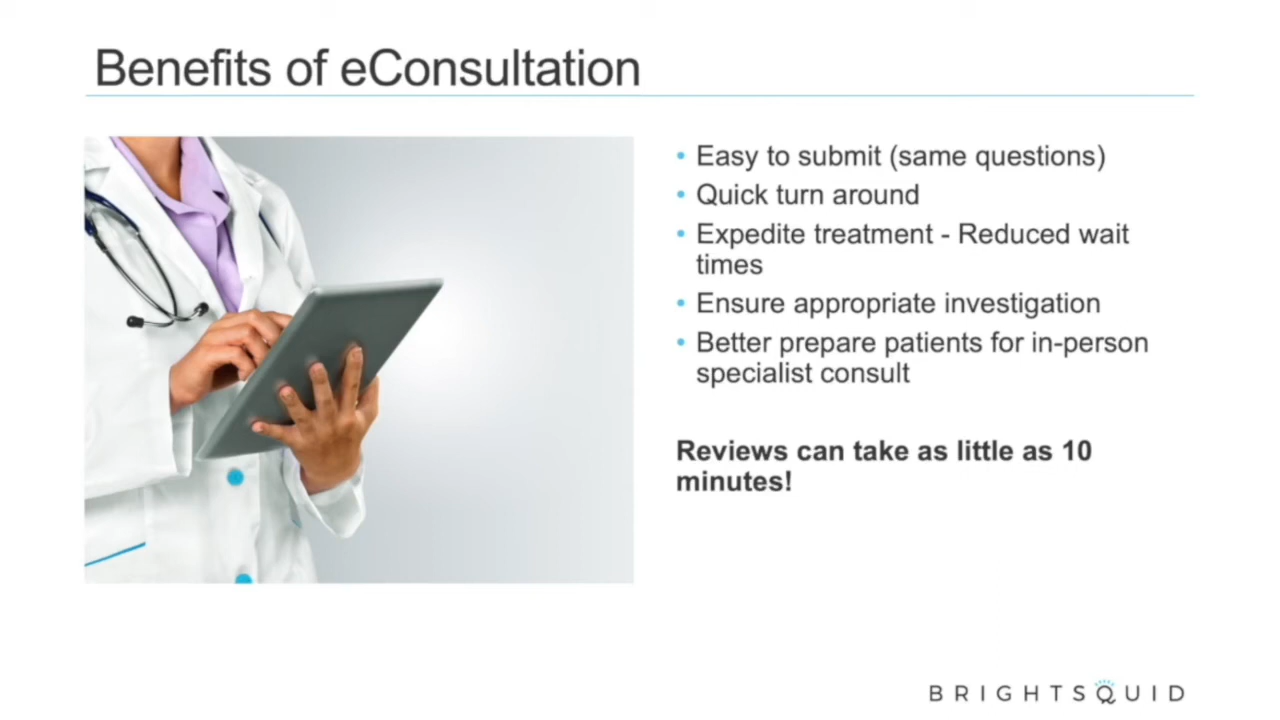 Benefits of eConsultation
• Easy to submit (same questions)
• Quick turn around
• Expedite treatment - Reduced wait
times
• Ensure appropriate investigation
• Better prepare patients for in-person
specialist consult
Reviews can take as little as 10
minutes!
BRIGHTSQUID